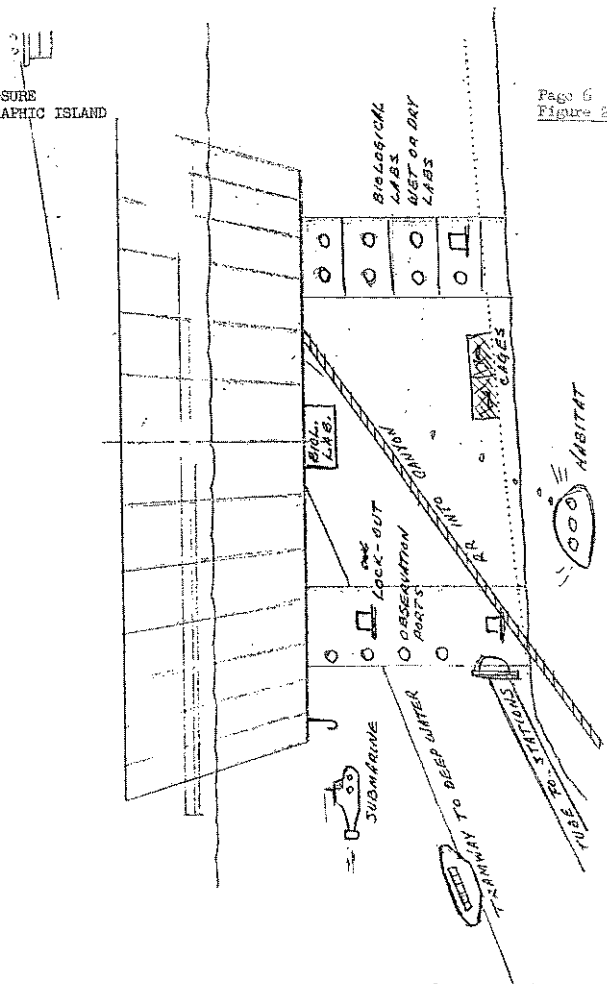 SURE
APHIC ISLAND
Page 6
Figure 2
BIOLOGICAL
LABS
WET OR DRY
LABS
BIOL.
LAB.
CAGES
HABITAT
RR INTO CANYON
LOCK-OUT
OBSERVATION
PORTS
SUBMARINE
TRAMWAY TO DEEP WATER
TUBE TO STATIONS